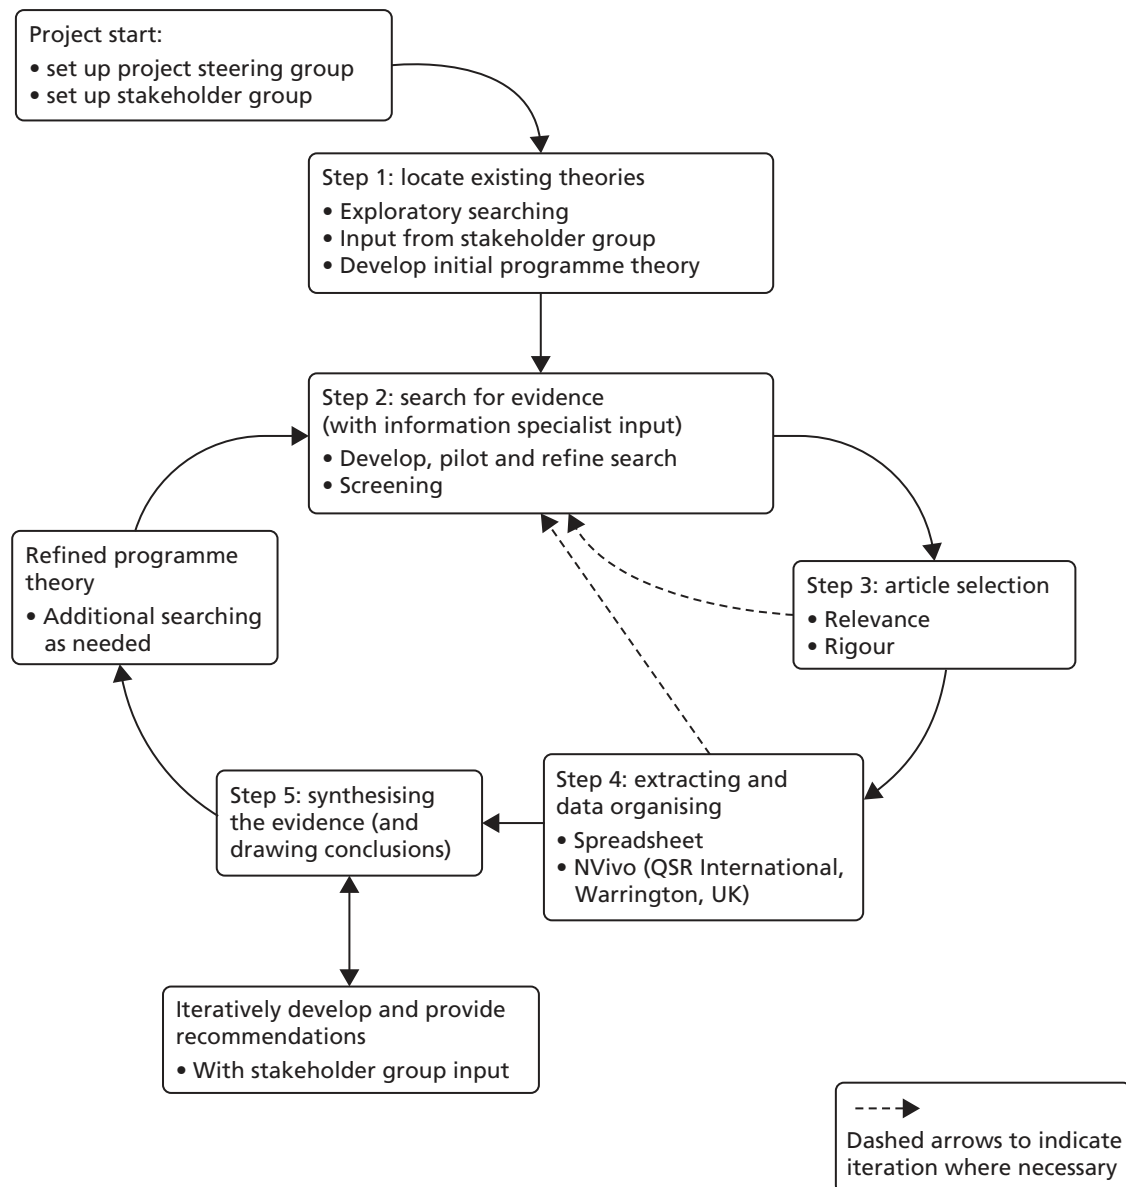 Project start:
• set up project steering group
• set up stakeholder group
Step 1: locate existing theories
• Exploratory searching
• Input from stakeholder group
• Develop initial programme theory
Step 2: search for evidence
(with information specialist input)
• Develop, pilot and refine search
• Screening
Refined programme
theory
• Additional searching
as needed
Step 3: article selection
• Relevance
• Rigour
Step 4: extracting and
data organising
• Spreadsheet
• NVivo (QSR International,
Warrington, UK)
Step 5: synthesising
the evidence (and
drawing conclusions)
Iteratively develop and provide
recommendations
• With stakeholder group input
Dashed arrows to indicate
iteration where necessary